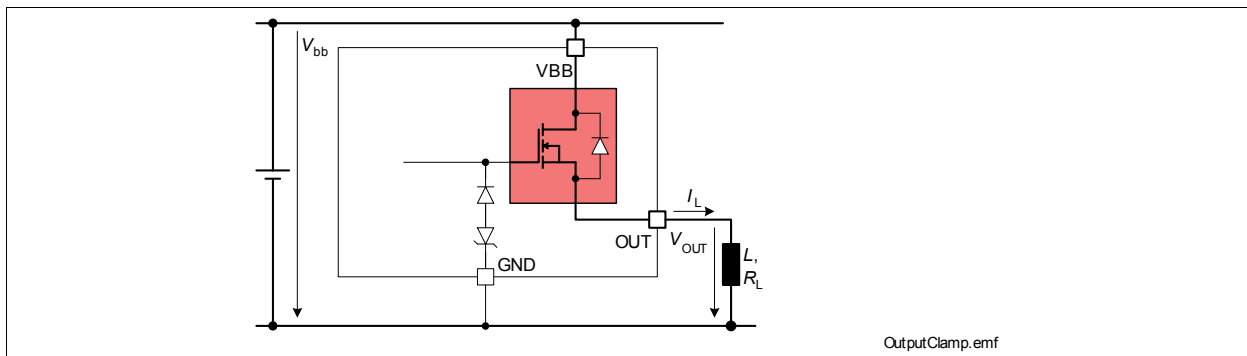 Vbb
VBB
IL
OUT
VOUT
L,
RL
GND
OutputClamp.emf